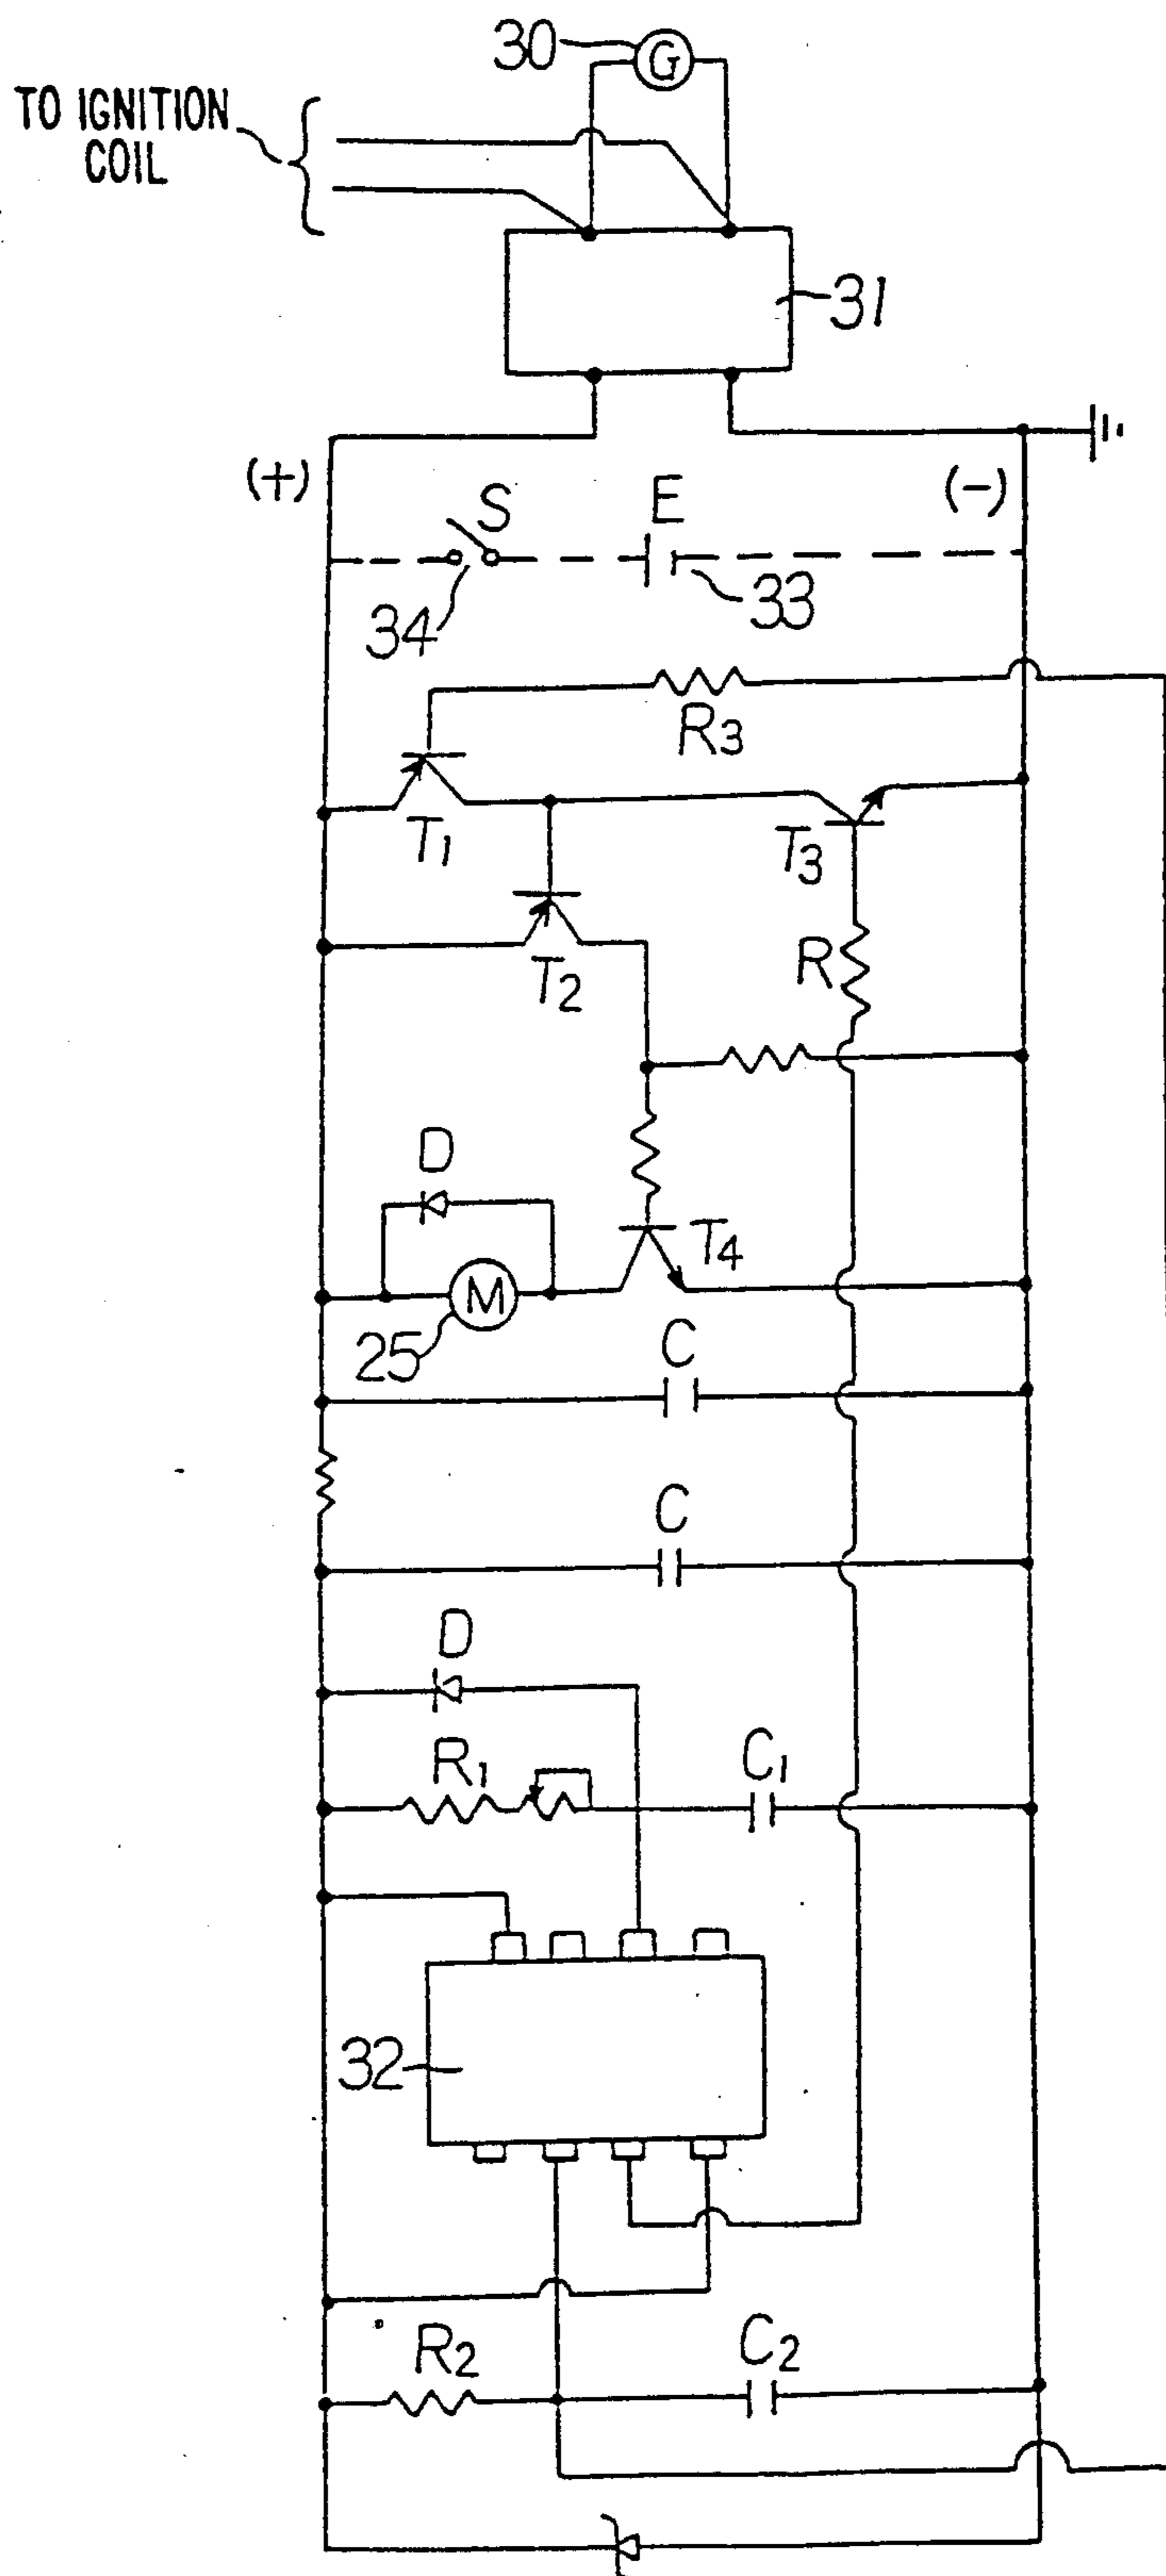 30
G
TO IGNITION
COIL
31
(+)
(-)
S
E
34
33
R3
T1
T3
T2
R
D
T4
M
25
C
C
D
R1
C1
32
R2
C2